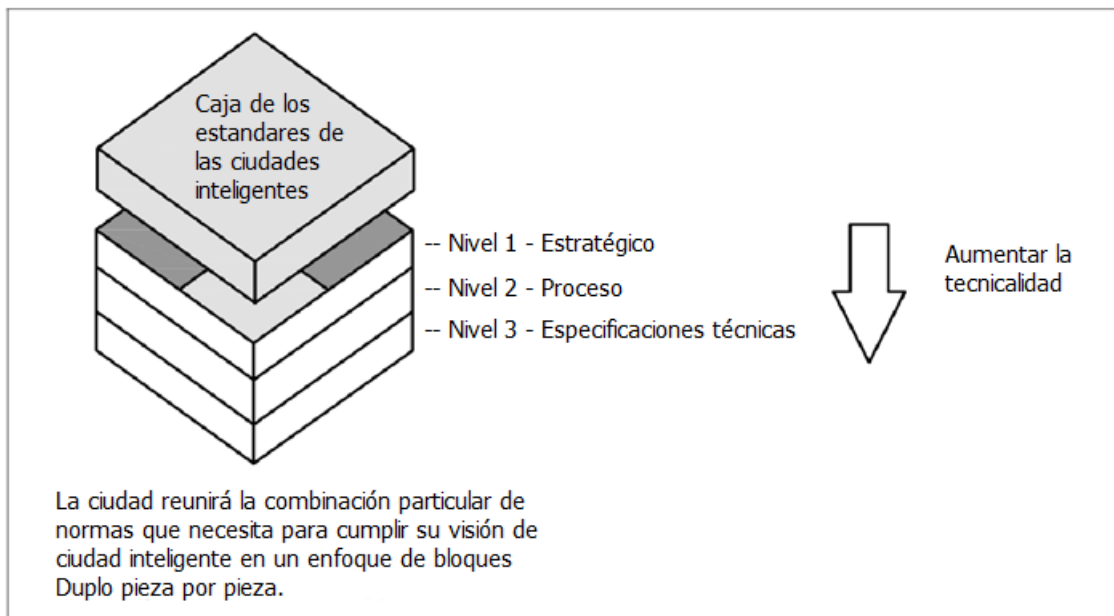 Caja de los
estandares de
las ciudades
inteligentes
-- Nivel 1 - Estratégico
-- Nivel 2 - Proceso
-- Nivel 3 - Especificaciones técnicas
Aumentar la
tecnicalidad
La ciudad reunirá la combinación particular de
normas que necesita para cumplir su visión de
ciudad inteligente en un enfoque de bloques
Duplo pieza por pieza.